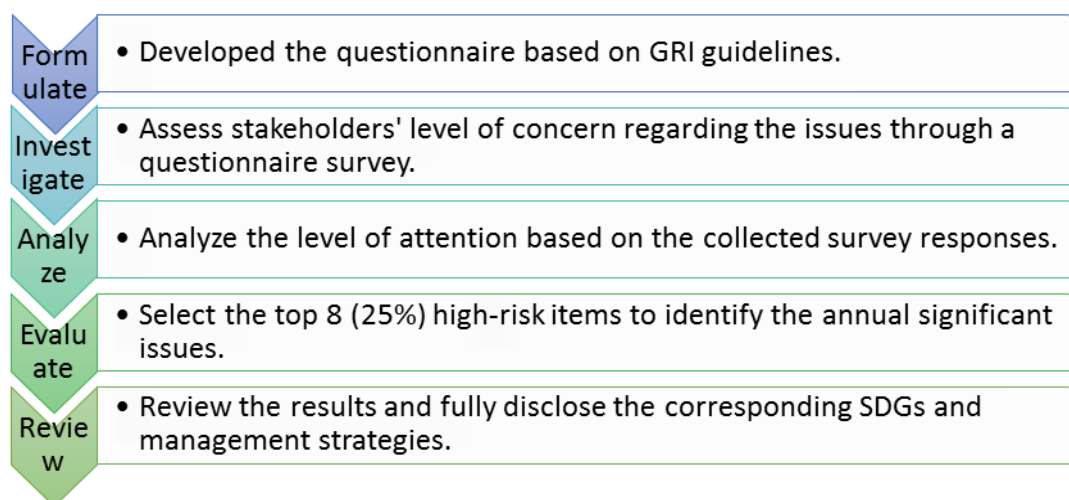 Form
ulate
• Developed the questionnaire based on GRI guidelines.
Invest
igate
• Assess stakeholders' level of concern regarding the issues through a
questionnaire survey.
Analy
ze
• Analyze the level of attention based on the collected survey responses.
Evalu
ate
• Select the top 8 (25%) high-risk items to identify the annual significant
issues.
Revie
w
• Review the results and fully disclose the corresponding SDGs and
management strategies.